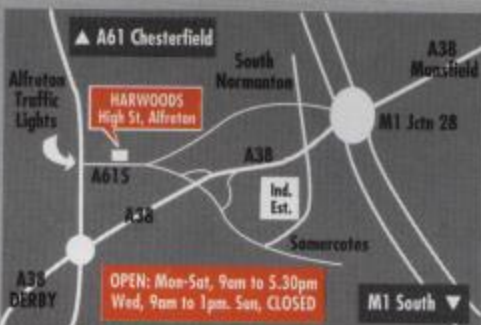 ▲ A61 Chesterfield
A38
Mansfield
South
Normanton
Alfreton
Traffic
Lights
HARWOODS
High St, Alfreton
M1 Jctn 28
A38
A615
Ind.
Est.
A38
Somercotes
A38
DERBY
OPEN: Mon-Sat, 9am to 5.30pm
Wed, 9am to 1pm. Sun, CLOSED
M1 South ▼